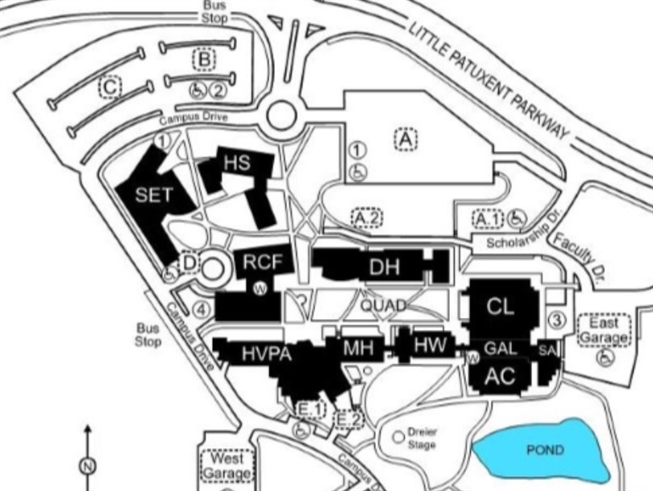 Bus
Stop
LITTLE PATUXENT PARKWAY
B
C
2
Campus Drive
A
1
1
HS
SET
A.2
A.1
Scholarship Dr.
Faculty Dr.
D
RCF
DH
W
QUAD
CL
4
3
East
Garage
Bus
Stop
Campus Drive
HVPA
MH
HW
GAL
SA
W
AC
E.1
E.2
Dreier
Stage
POND
West
Garage
Campus
N